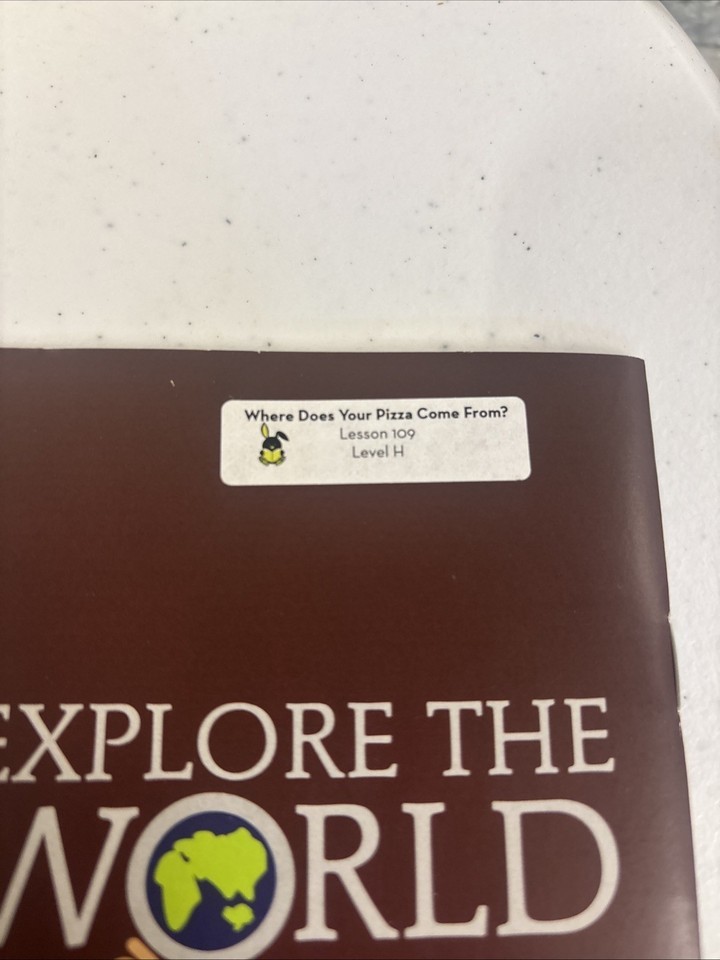 Where Does Your Pizza Come From?
Lesson 109
Level H
EXPLORE THE
WORLD